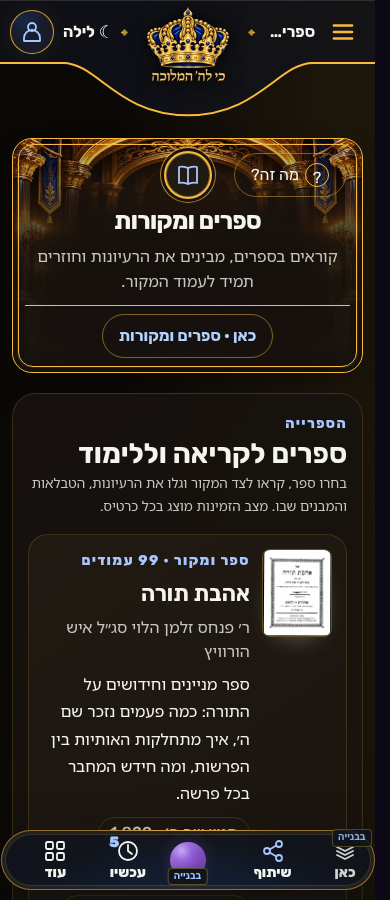 ספרי...
☾ לילה
כי לה' המלוכה
? מה זה?
ספרים ומקורות
קוראים בספרים, מבינים את הרעיונות וחוזרים
תמיד לעמוד המקור.
כאן • ספרים ומקורות
הספרייה
ספרים לקריאה וללימוד
בחרו ספר, קראו לצד המקור וגלו את הרעיונות, הטבלאות
והמבנים שבו. מצב הזמינות מוצג בכל כרטיס.
ספר ומקור • 99 עמודים
אהבת תורה
ר׳ פנחס זלמן הלוי סג״ל איש
הורוויץ
ספר מניינים וחידושים על
התורה: כמה פעמים נזכר שם
ה׳, איך מתחלקות האותיות בין
הפרשות, ומה חידש המחבר
בכל פרשה.
בבנייה
כאן
שיתוף
בבנייה
5
עכשיו
עוד